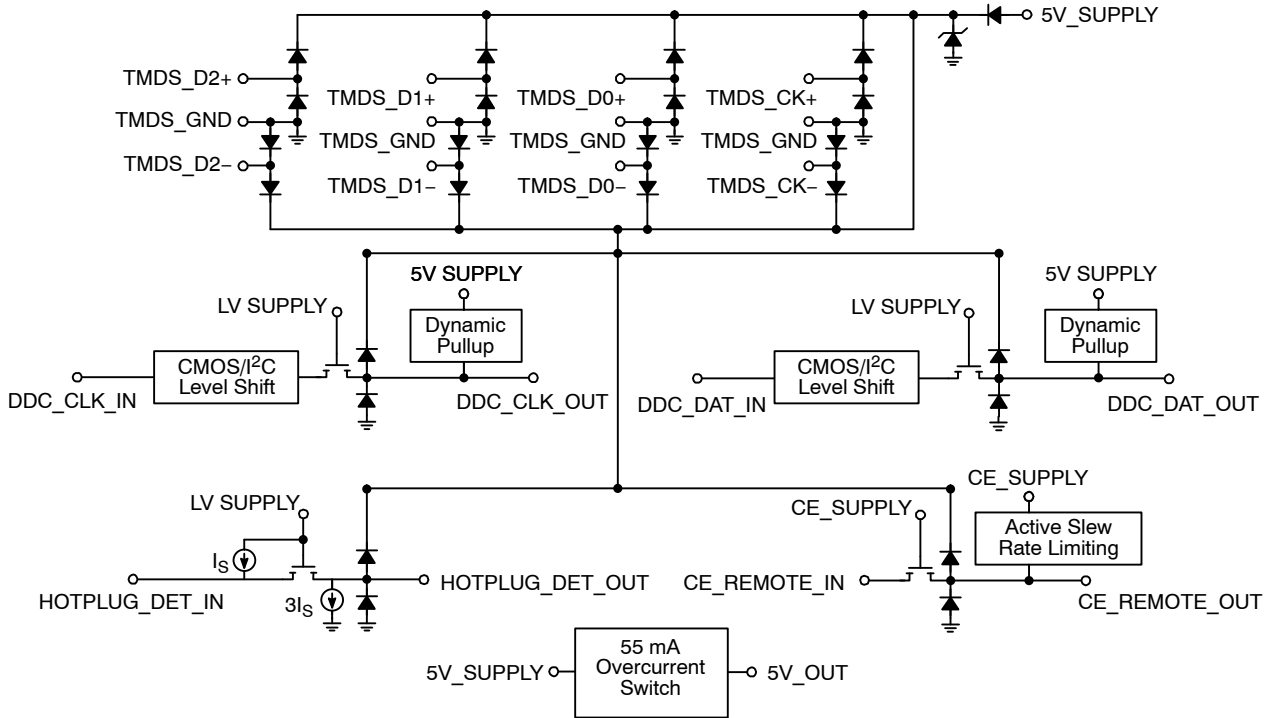 5V_SUPPLY
TMDS_D2+
TMDS_D1+
TMDS_D0+
TMDS_CK+
TMDS_GND
TMDS_GND
TMDS_GND
TMDS_GND
TMDS_D2−
TMDS_D1−
TMDS_D0−
TMDS_CK−
5V SUPPLY
5V SUPPLY
LV SUPPLY
LV SUPPLY
Dynamic
Pullup
Dynamic
Pullup
CMOS/I²C
Level Shift
CMOS/I²C
Level Shift
DDC_CLK_IN
DDC_CLK_OUT
DDC_DAT_IN
DDC_DAT_OUT
LV SUPPLY
CE_SUPPLY
CE_SUPPLY
Active Slew
Rate Limiting
IS
HOTPLUG_DET_IN
3IS
HOTPLUG_DET_OUT
CE_REMOTE_IN
CE_REMOTE_OUT
5V_SUPPLY
55 mA
Overcurrent
Switch
5V_OUT